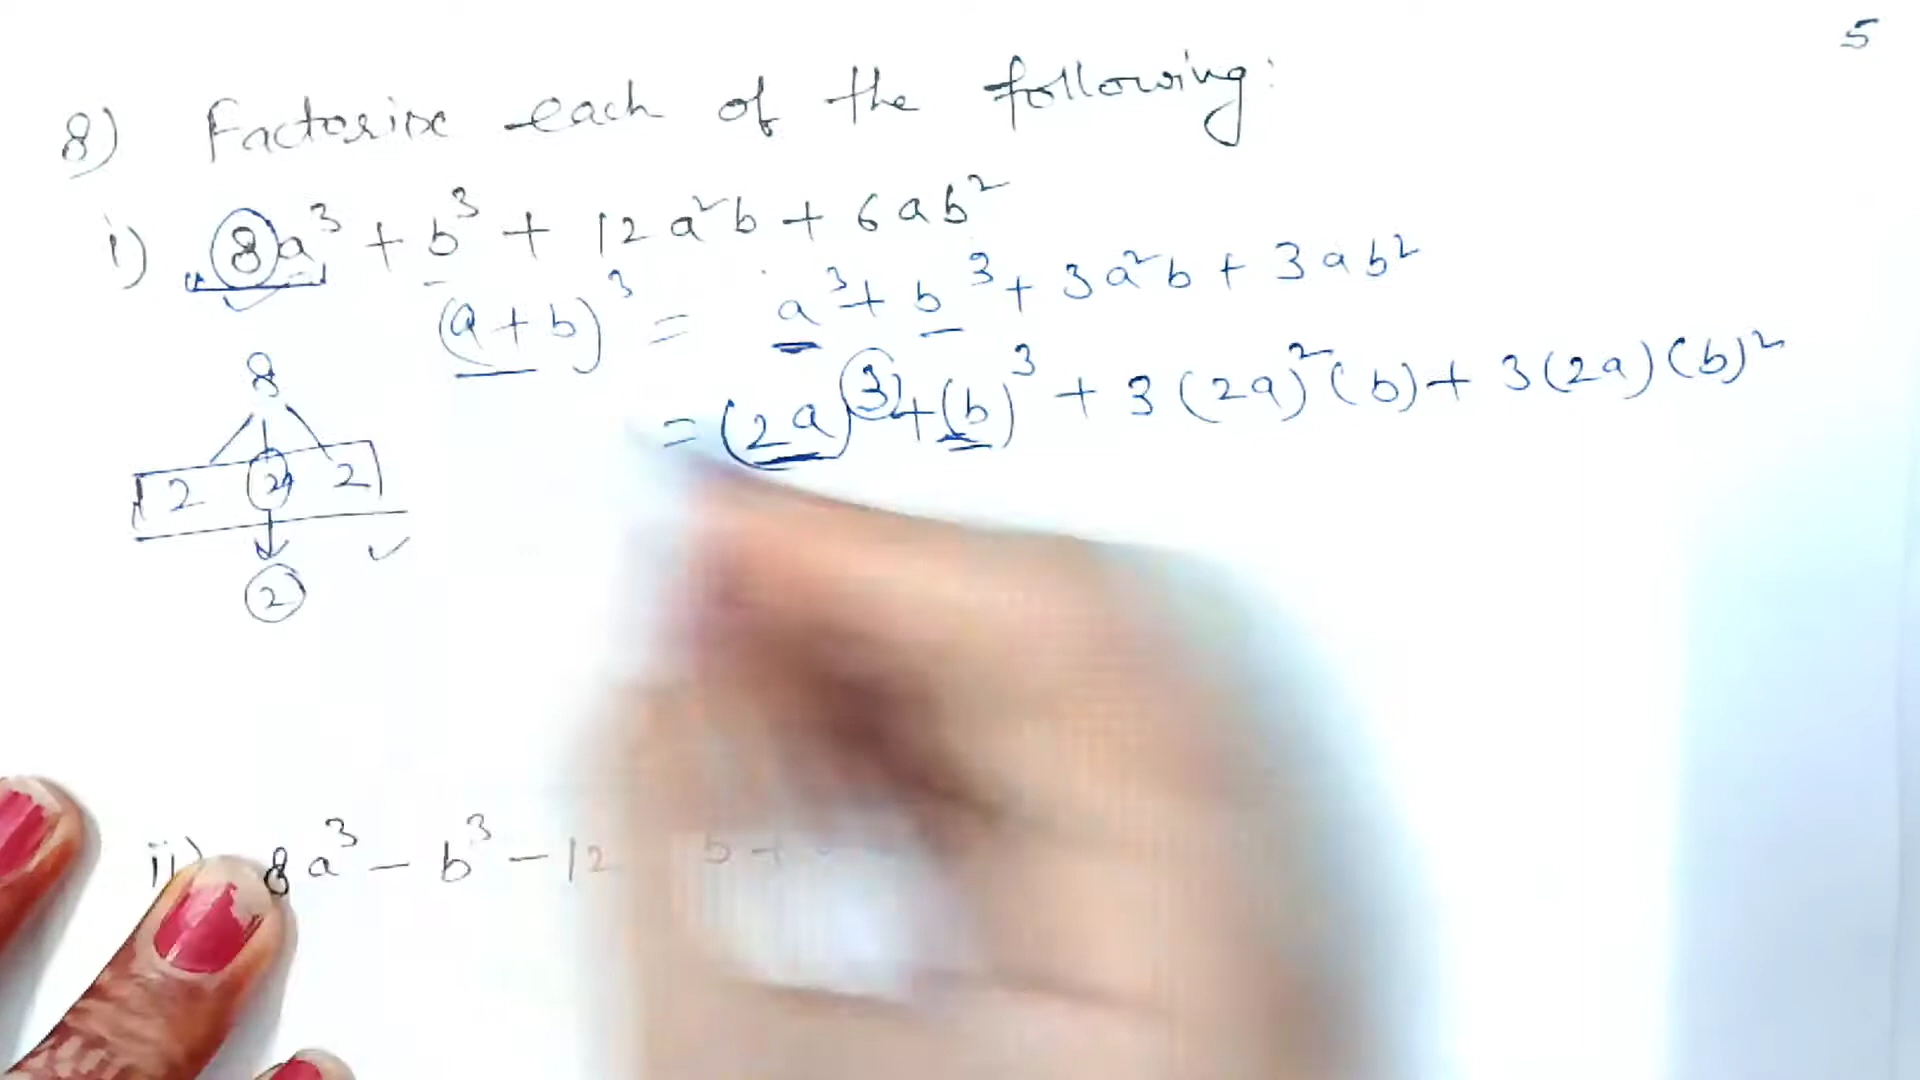 5
8) Factorise each of the following:
i) 8a³ + b³ + 12a²b + 6ab²
(a + b)³ = a³ + b³ + 3a²b + 3ab²
= (2a)³ + (b)³ + 3(2a)²(b) + 3(2a)(b)²
8
2 2 2
2
ii) 8a³ - b³ - 12 b +